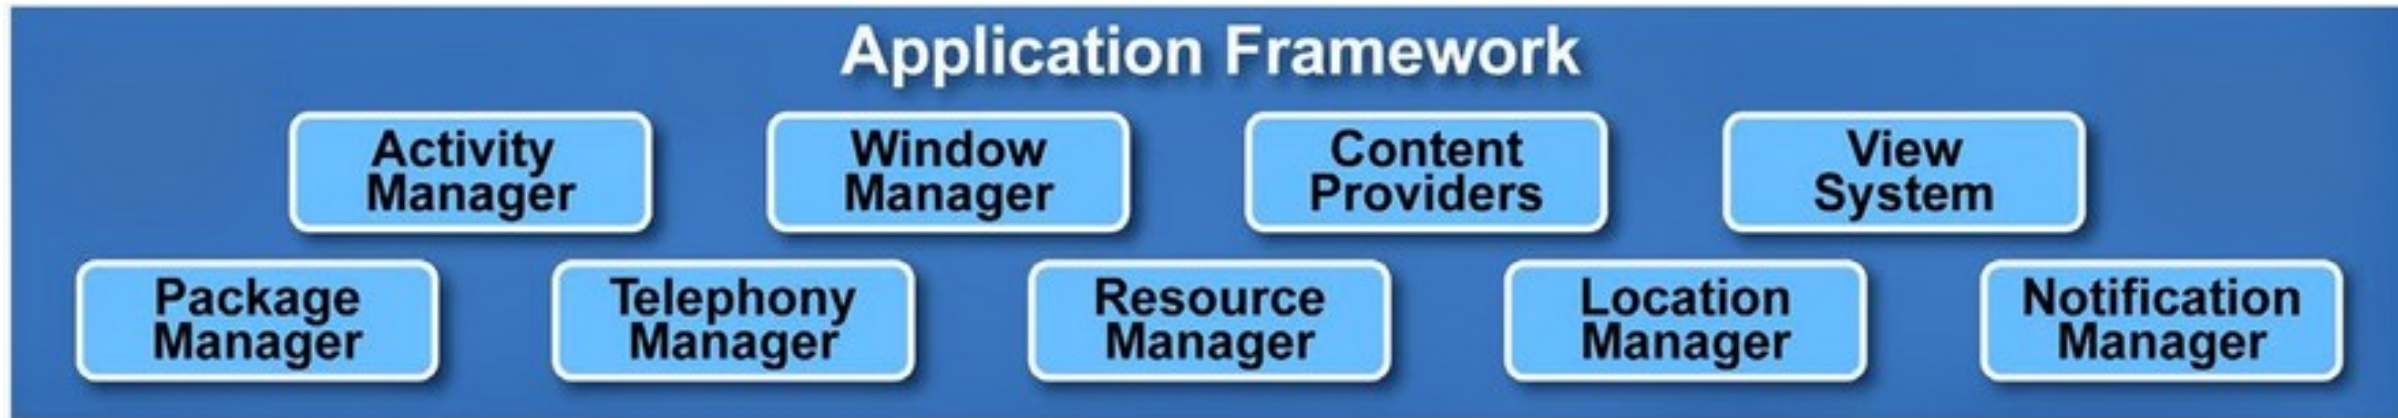 Application Framework
Activity
Manager
Window
Manager
Content
Providers
View
System
Package
Manager
Telephony
Manager
Resource
Manager
Location
Manager
Notification
Manager